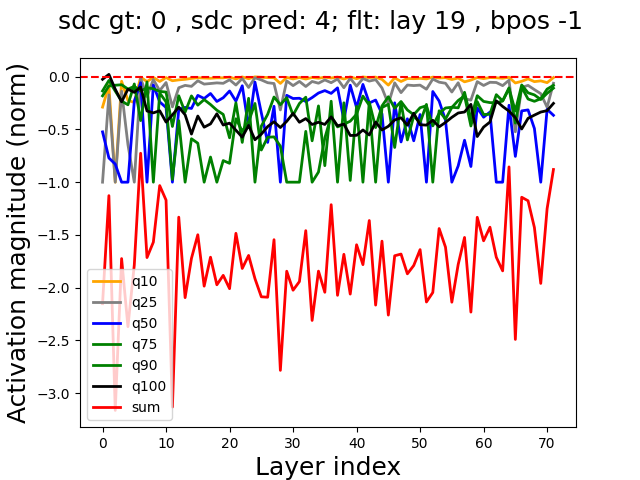 sdc gt: 0 , sdc pred: 4; flt: lay 19 , bpos -1
Activation magnitude (norm)
0.0
−0.5
−1.0
−1.5
−2.0
−2.5
−3.0
q10
q25
q50
q75
q90
q100
sum
0 10 20 30 40 50 60 70
Layer index